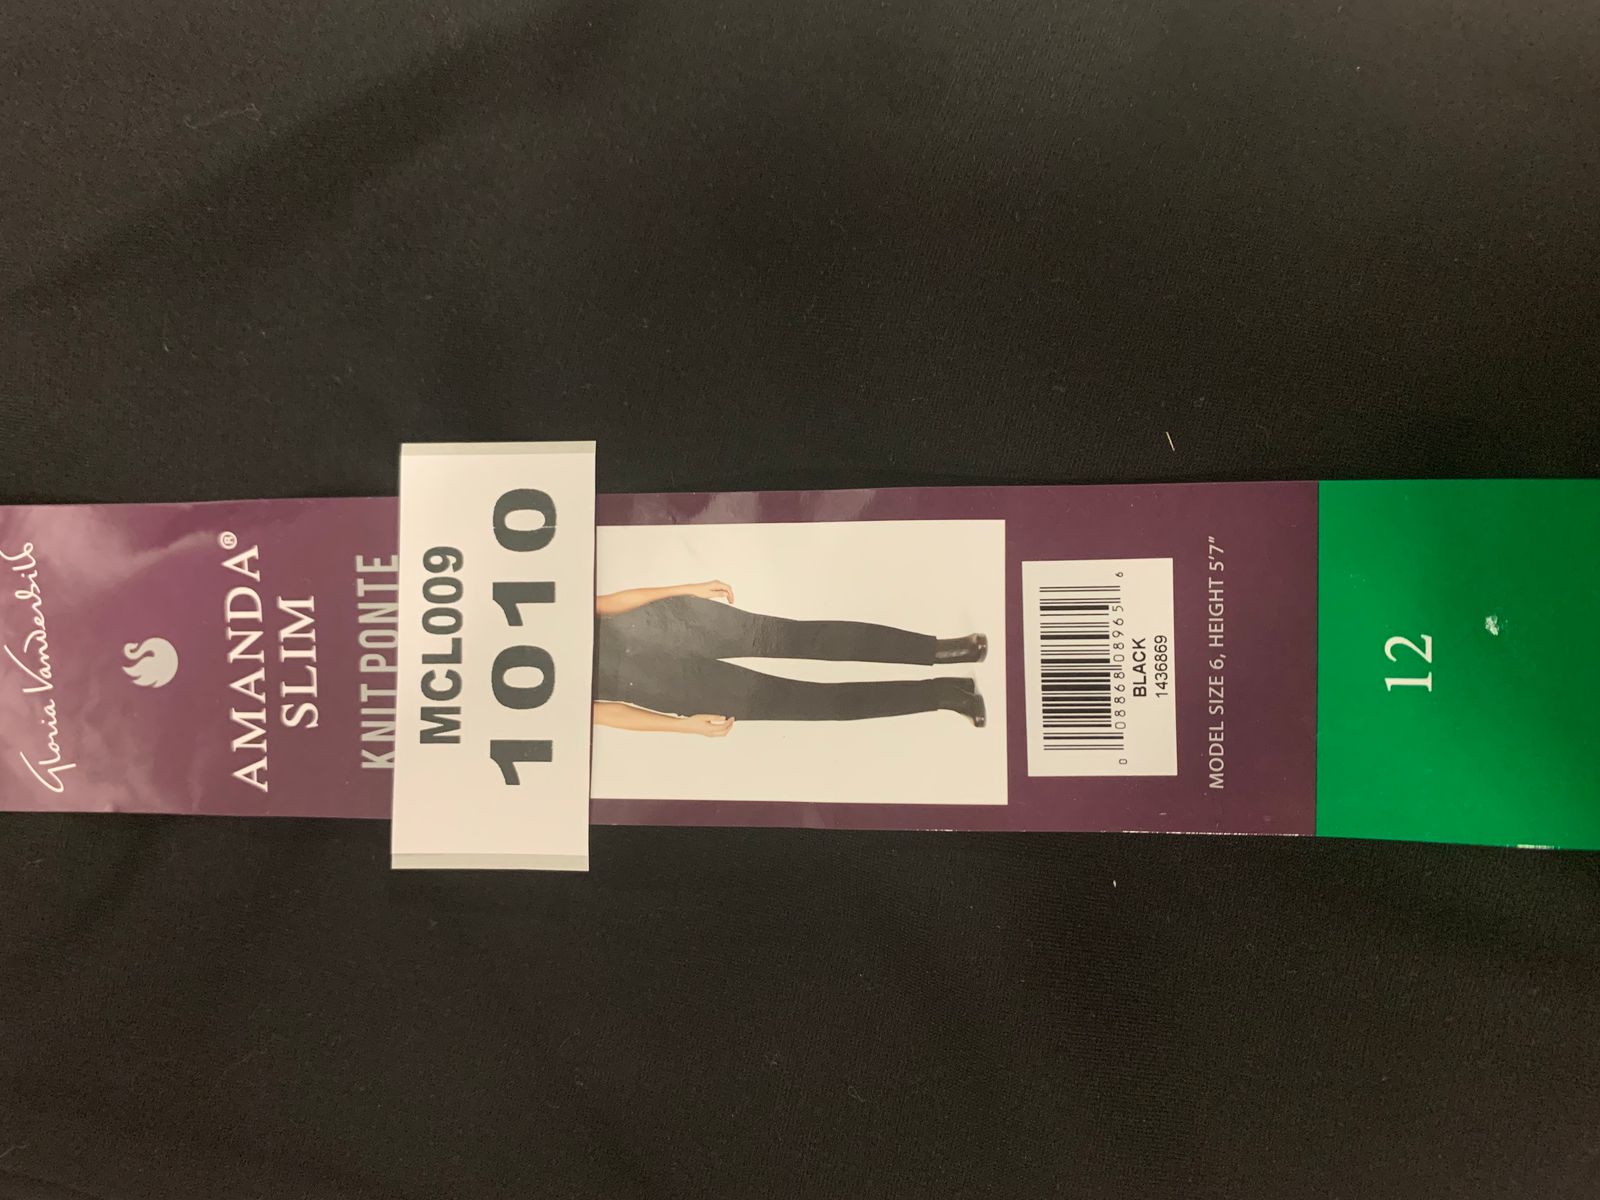 Gloria Vanderbilt
AMANDA®
SLIM
KNIT PONTE
MCL009
1010
0 08868 08965 6
BLACK
1436869
MODEL SIZE 6, HEIGHT 5'7"
12